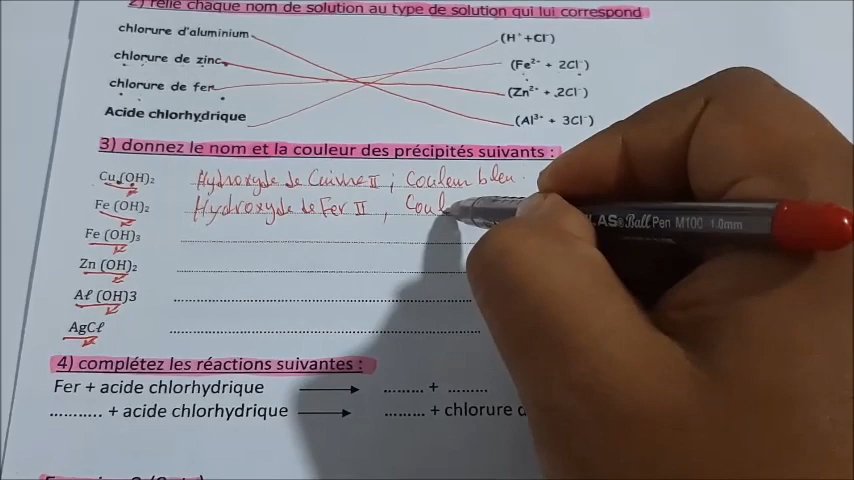 2) relie chaque nom de solution au type de solution qui lui correspond
chlorure d'aluminium (H⁺+Cl⁻)
chlorure de zinc (Fe²⁺ + 2Cl⁻)
chlorure de fer (Zn²⁺ + 2Cl⁻)
Acide chlorhydrique (Al³⁺ + 3Cl⁻)
3) donnez le nom et la couleur des précipités suivants :
Cu (OH)₂ Hydroxyde de Cuivre II ; Couleur bleu.
Fe (OH)₂ Hydroxyde de Fer II , Coul
Fe (OH)₃
Zn (OH)₂
Aℓ (OH)3
AgCℓ
4) complétez les réactions suivantes :
Fer + acide chlorhydrique ......... + .........
........... + acide chlorhydrique ......... + chlorure d
Ball Pen M100 1.0mm